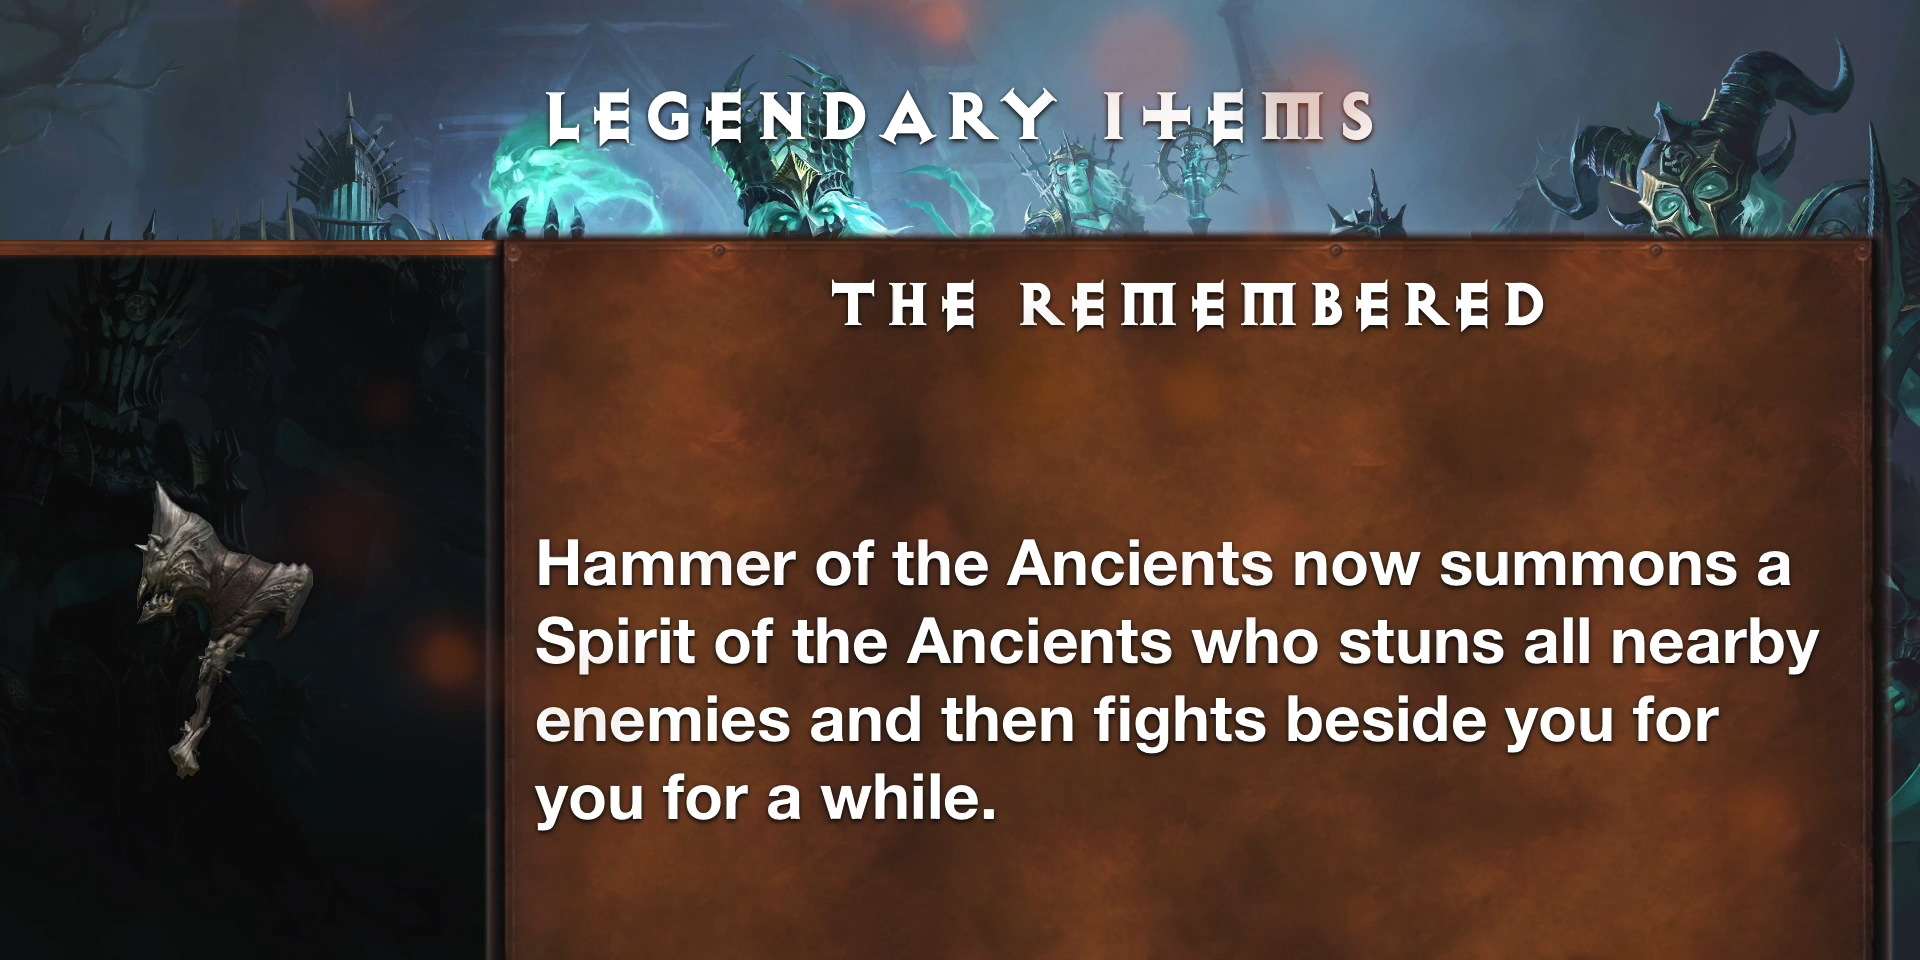 LEGENDARY ITEMS
THE REMEMBERED
Hammer of the Ancients now summons a
Spirit of the Ancients who stuns all nearby
enemies and then fights beside you for
you for a while.